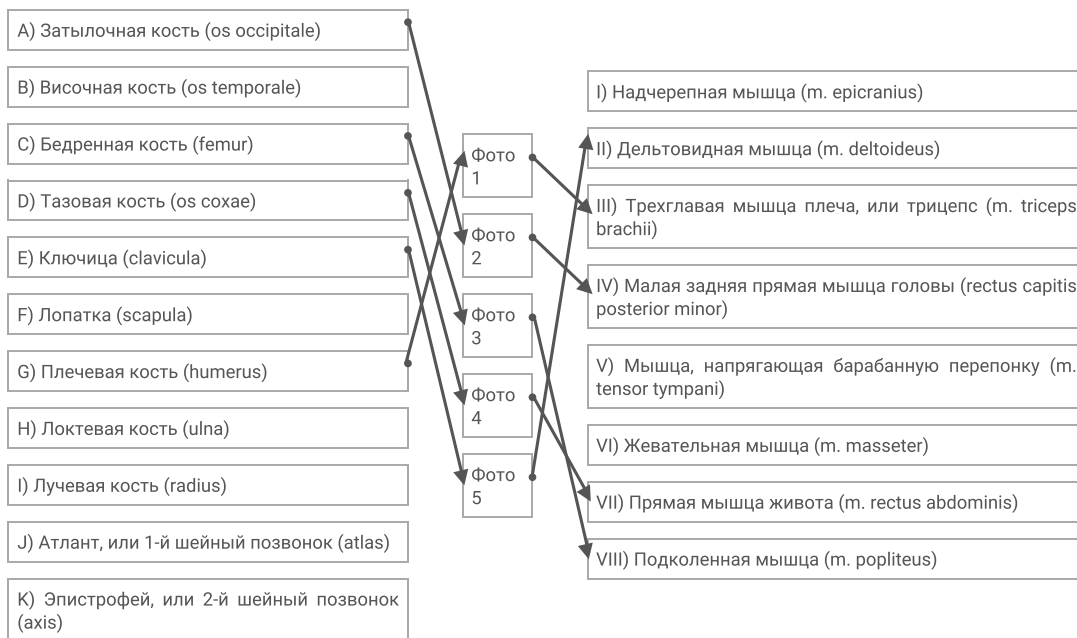 A) Затылочная кость (os occipitale)
B) Височная кость (os temporale)
C) Бедренная кость (femur)
D) Тазовая кость (os coxae)
E) Ключица (clavicula)
F) Лопатка (scapula)
G) Плечевая кость (humerus)
H) Локтевая кость (ulna)
I) Лучевая кость (radius)
J) Атлант, или 1-й шейный позвонок (atlas)
K) Эпистрофей, или 2-й шейный позвонок
(axis)
Фото
1
Фото
2
Фото
3
Фото
4
Фото
5
I) Надчерепная мышца (m. epicranius)
II) Дельтовидная мышца (m. deltoideus)
III) Трехглавая мышца плеча, или трицепс (m. triceps
brachii)
IV) Малая задняя прямая мышца головы (rectus capitis
posterior minor)
V) Мышца, напрягающая барабанную перепонку (m.
tensor tympani)
VI) Жевательная мышца (m. masseter)
VII) Прямая мышца живота (m. rectus abdominis)
VIII) Подколенная мышца (m. popliteus)